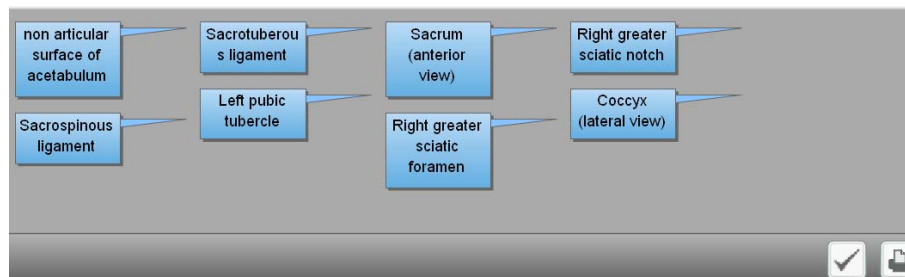 non articular
surface of
acetabulum
Sacrotuberou
s ligament
Sacrum
(anterior
view)
Right greater
sciatic notch
Sacrospinous
ligament
Left pubic
tubercle
Right greater
sciatic
foramen
Coccyx
(lateral view)